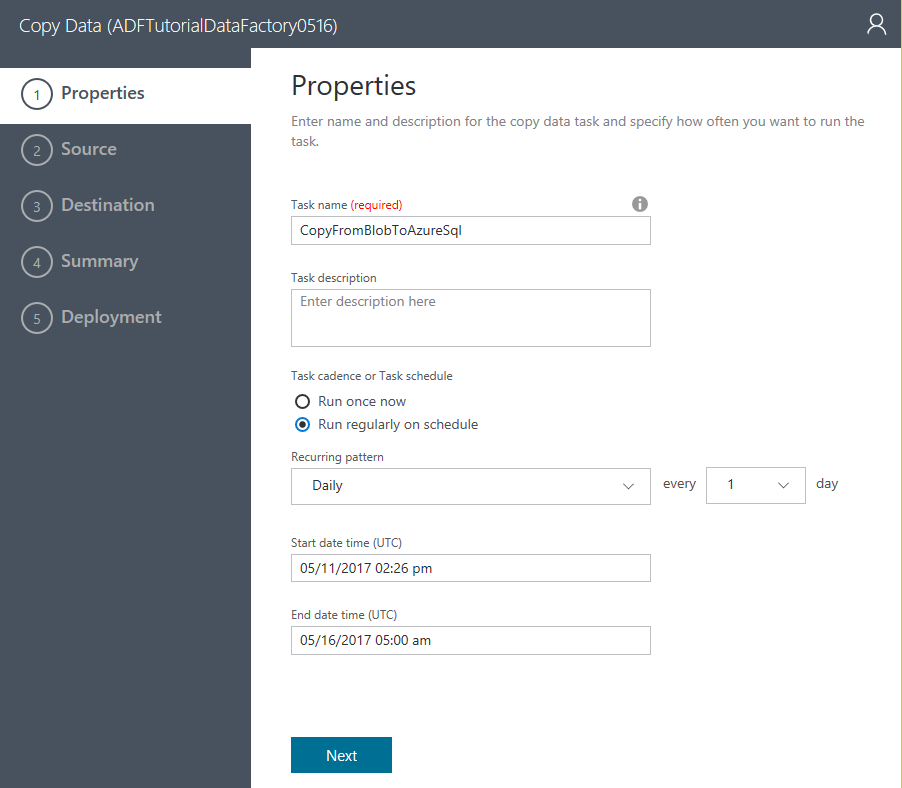 Copy Data (ADFTutorialDataFactory0516)
1 Properties
2 Source
3 Destination
4 Summary
5 Deployment
Properties
Enter name and description for the copy data task and specify how often you want to run the
task.
Task name (required)
CopyFromBlobToAzureSql
Task description
Enter description here
Task cadence or Task schedule
Run once now
Run regularly on schedule
Recurring pattern
Daily every 1 day
Start date time (UTC)
05/11/2017 02:26 pm
End date time (UTC)
05/16/2017 05:00 am
Next